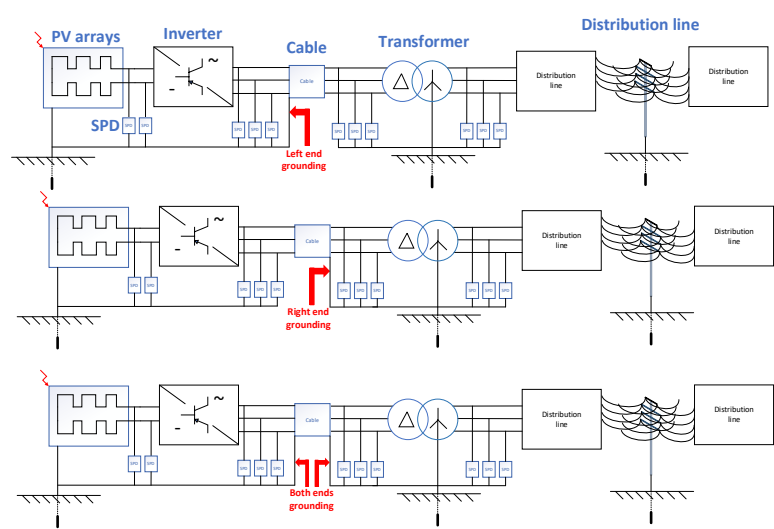 PV arrays
Inverter
Cable
Transformer
Distribution line
~
-
Cable
Distribution
line
Distribution
line
SPD
SPD SPD
SPD SPD SPD
SPD SPD SPD
SPD SPD SPD
Left end
grounding
~
-
Cable
Distribution
line
Distribution
line
SPD SPD
SPD SPD SPD
SPD SPD SPD
SPD SPD SPD
Right end
grounding
~
-
Cable
Distribution
line
Distribution
line
SPD SPD
SPD SPD SPD
SPD SPD SPD
SPD SPD SPD
Both ends
grounding